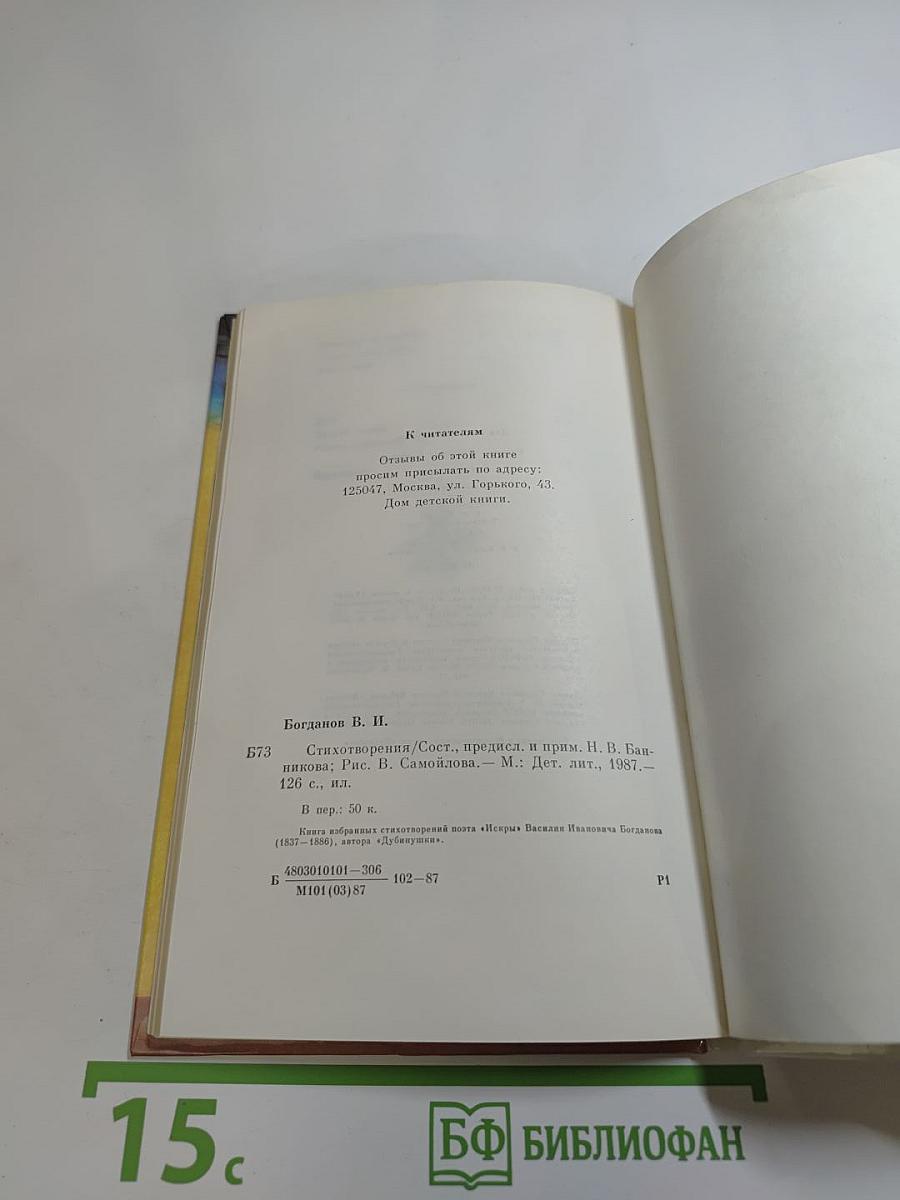 К читателям
Отзывы об этой книге
просим присылать по адресу:
125047, Москва, ул. Горького, 43.
Дом детской книги.
Богданов В. И.
Б73 Стихотворения/Сост., предисл. и прим. Н. В. Бан-
никова; Рис. В. Самойлова.— М.: Дет. лит., 1987.—
126 с., ил.
В пер.: 50 к.
Книга избранных стихотворений поэта «Искры» Василия Ивановича Богданова
(1837—1886), автора «Дубинушки».
Б 4803010101—306 102—87 Р1
М101(03)87
15 с БФ БИБЛИОФАН